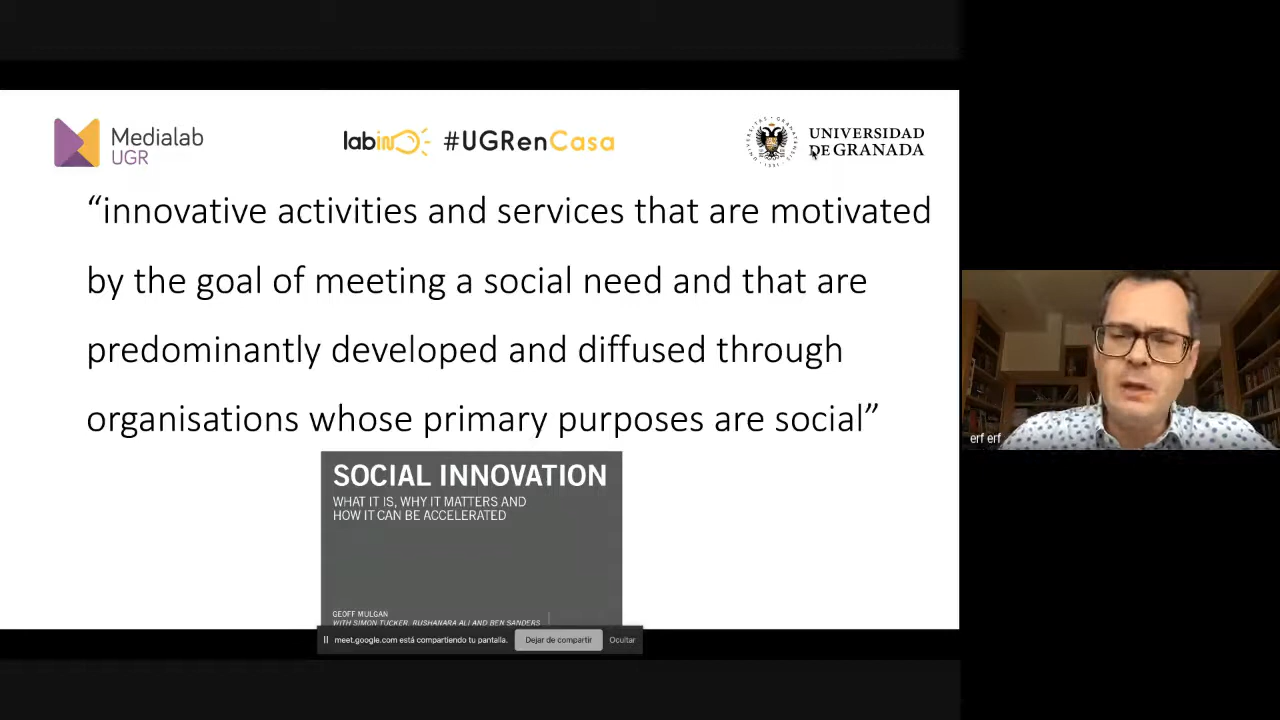 Medialab
UGR
labin #UGRenCasa
UNIVERSIDAD
DE GRANADA
“innovative activities and services that are motivated
by the goal of meeting a social need and that are
predominantly developed and diffused through
organisations whose primary purposes are social”
SOCIAL INNOVATION
WHAT IT IS, WHY IT MATTERS AND
HOW IT CAN BE ACCELERATED
GEOFF MULGAN
WITH SIMON TUCKER, RUSHANARA ALI AND BEN SANDERS
meet.google.com está compartiendo tu pantalla.
Dejar de compartir
Ocultar
erf erf